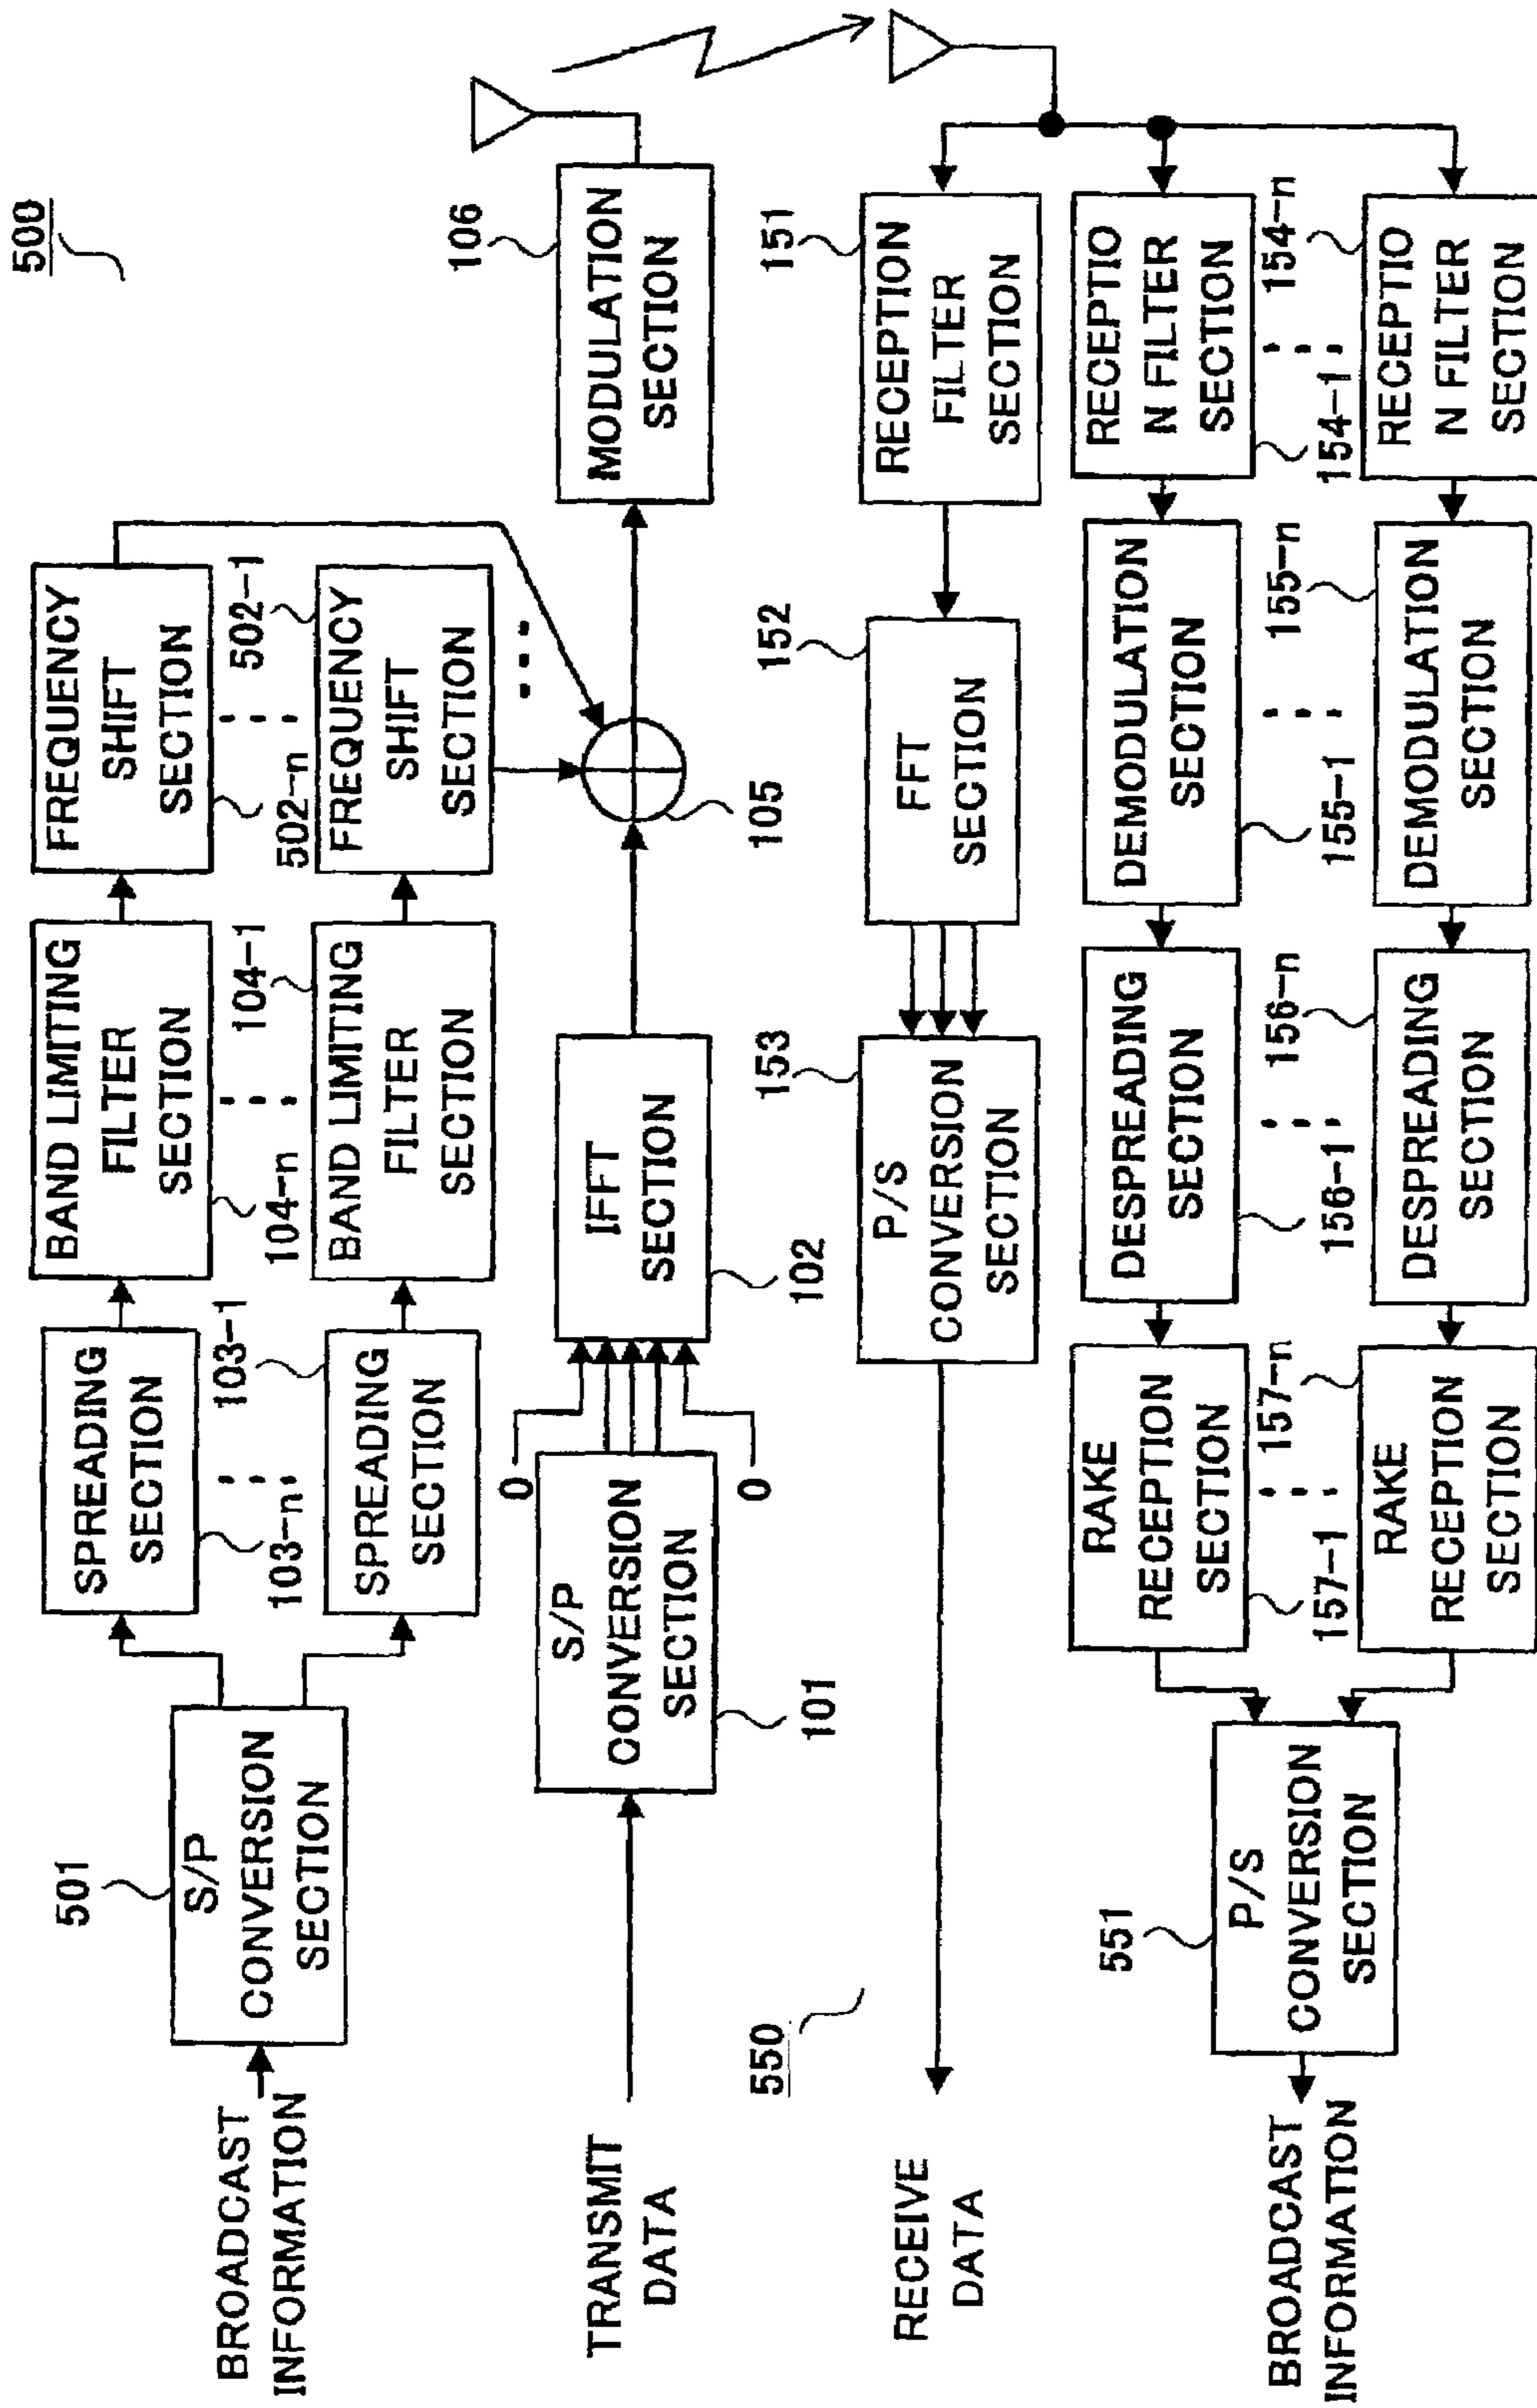 500
BROADCAST
INFORMATION
501
S/P
CONVERSION
SECTION
SPREADING
SECTION
103-n
103-1
SPREADING
SECTION
BAND LIMITING
FILTER
SECTION
104-n
104-1
BAND LIMITING
FILTER
SECTION
FREQUENCY
SHIFT
SECTION
502-n
502-1
FREQUENCY
SHIFT
SECTION
TRANSMIT
DATA
S/P
CONVERSION
SECTION
101
0
0
IFFT
SECTION
102
105
106
MODULATION
SECTION
550
RECEIVE
DATA
153
P/S
CONVERSION
SECTION
152
FFT
SECTION
151
RECEPTION
FILTER
SECTION
BROADCAST
INFORMATION
551
P/S
CONVERSION
SECTION
RAKE
RECEPTION
SECTION
157-1
157-n
RAKE
RECEPTION
SECTION
DESPREADING
SECTION
156-1
156-n
DESPREADING
SECTION
DEMODULATION
SECTION
155-1
155-n
DEMODULATION
SECTION
RECEPTIO
N FILTER
SECTION
154-1
154-n
RECEPTIO
N FILTER
SECTION